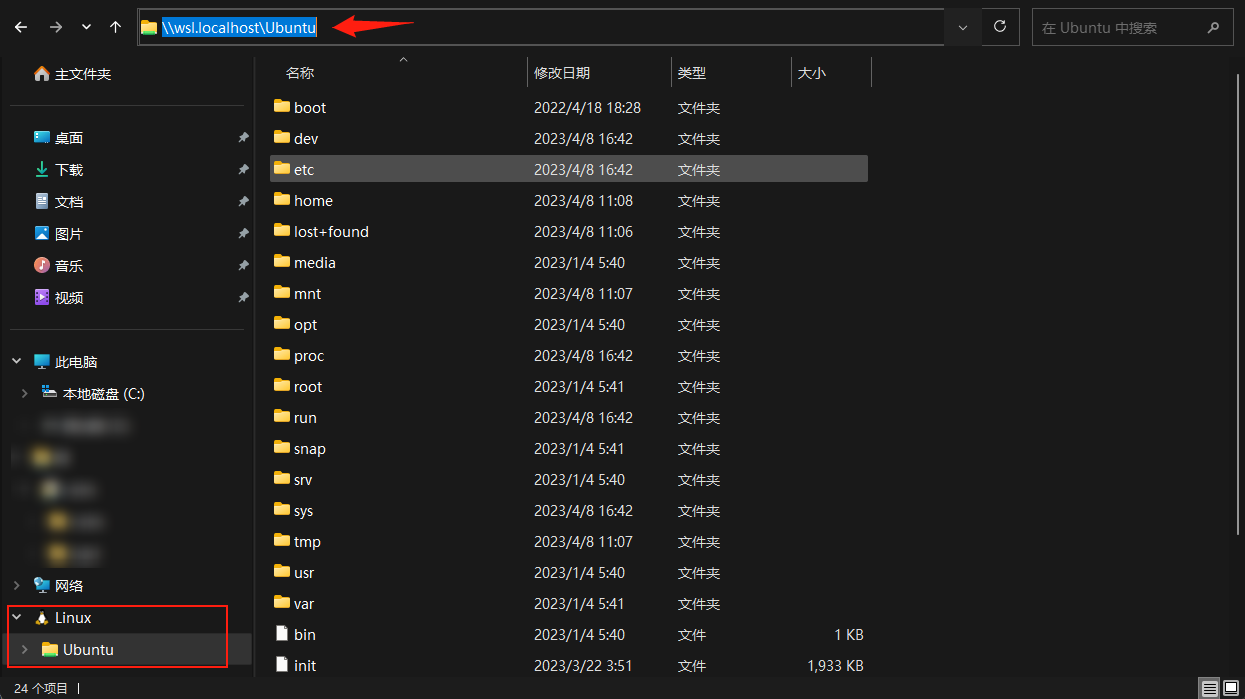 \\wsl.localhost\Ubuntu
在 Ubuntu 中搜索
主文件夹
桌面
下载
文档
图片
音乐
视频
此电脑
本地磁盘 (C:)
网络
Linux
Ubuntu
名称 修改日期 类型 大小
boot 2022/4/18 18:28 文件夹
dev 2023/4/8 16:42 文件夹
etc 2023/4/8 16:42 文件夹
home 2023/4/8 11:08 文件夹
lost+found 2023/4/8 11:06 文件夹
media 2023/1/4 5:40 文件夹
mnt 2023/4/8 11:07 文件夹
opt 2023/1/4 5:40 文件夹
proc 2023/4/8 16:42 文件夹
root 2023/1/4 5:41 文件夹
run 2023/4/8 16:42 文件夹
snap 2023/1/4 5:41 文件夹
srv 2023/1/4 5:40 文件夹
sys 2023/4/8 16:42 文件夹
tmp 2023/4/8 11:07 文件夹
usr 2023/1/4 5:40 文件夹
var 2023/1/4 5:41 文件夹
bin 2023/1/4 5:40 文件 1 KB
init 2023/3/22 3:51 文件 1,933 KB
24 个项目